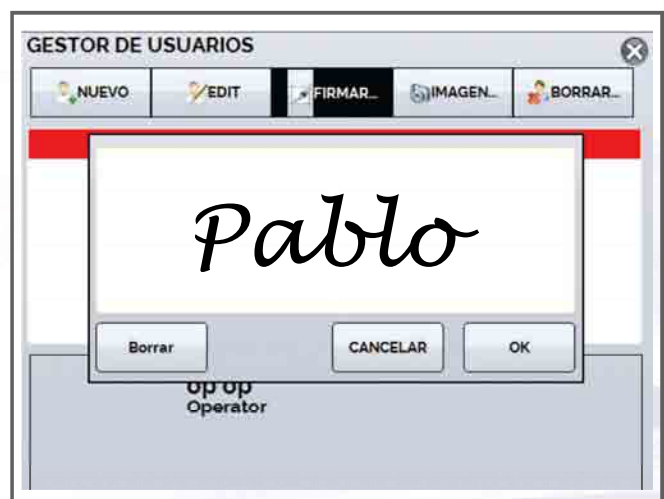 GESTOR DE USUARIOS
NUEVO EDIT FIRMAR... IMAGEN... BORRAR...
Pablo
Borrar CANCELAR OK
op op
Operator